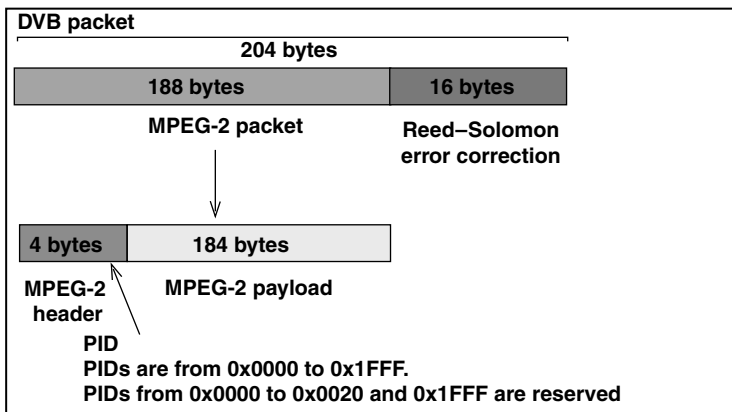 DVB packet
204 bytes
188 bytes
16 bytes
MPEG-2 packet
Reed–Solomon
error correction
4 bytes
184 bytes
MPEG-2
header
MPEG-2 payload
PID
PIDs are from 0x0000 to 0x1FFF.
PIDs from 0x0000 to 0x0020 and 0x1FFF are reserved